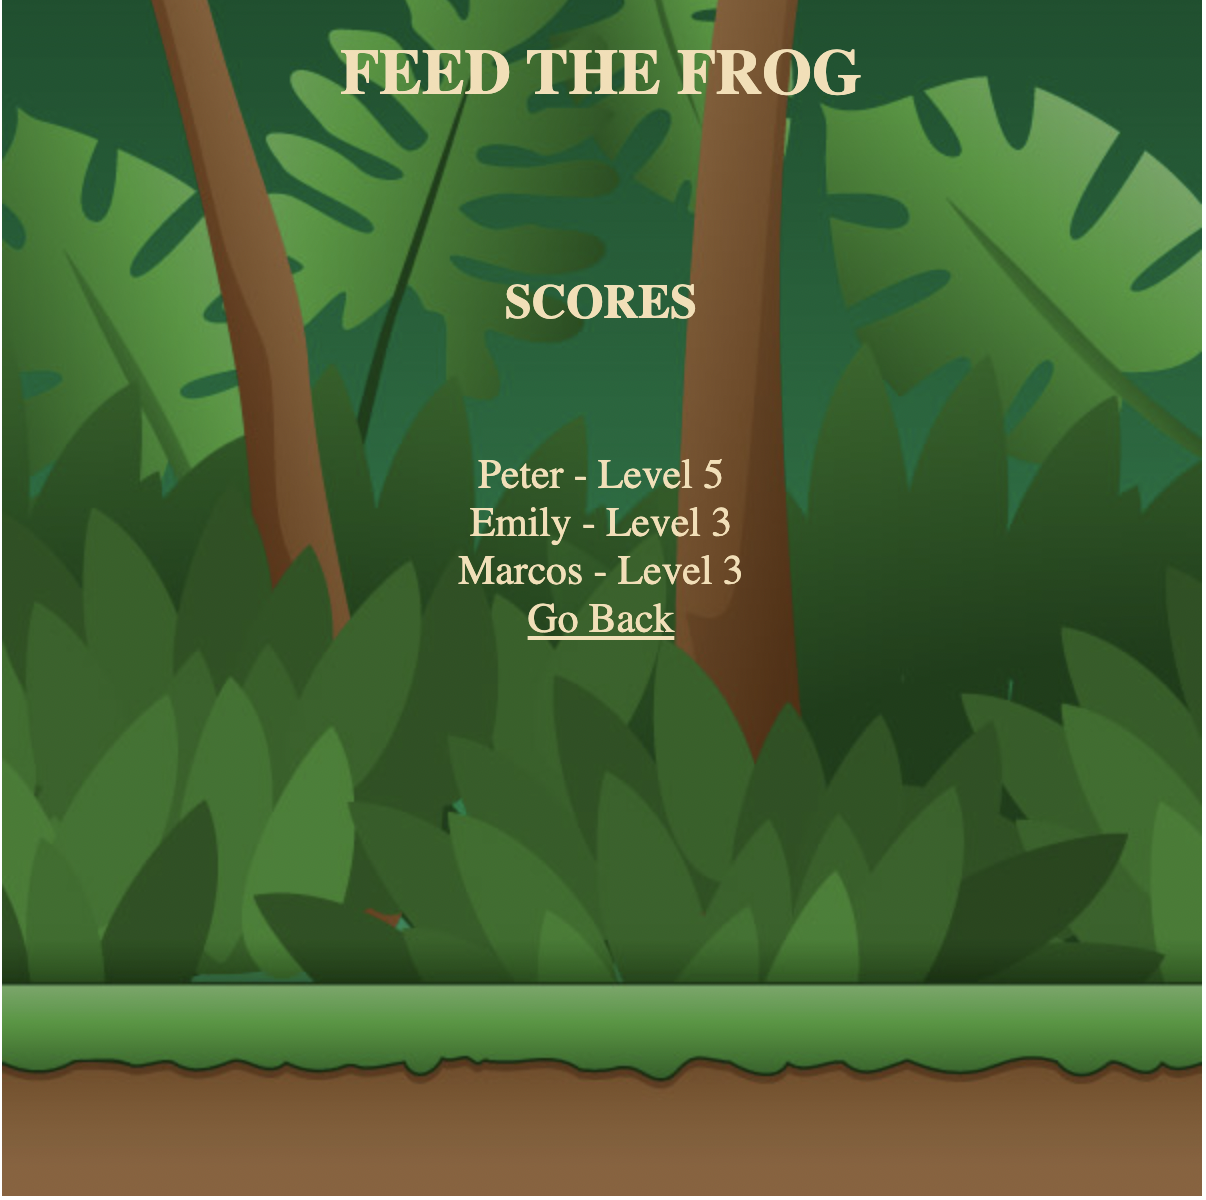 FEED THE FROG
SCORES
Peter - Level 5
Emily - Level 3
Marcos - Level 3
Go Back